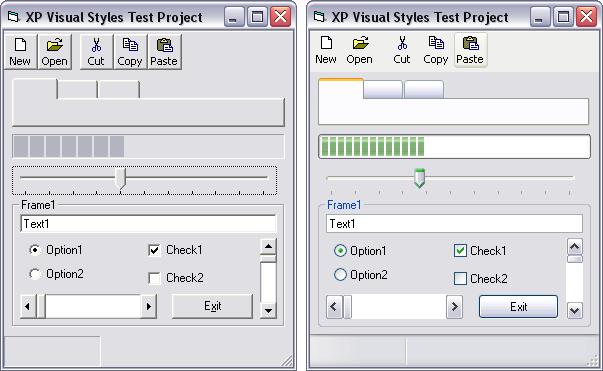 XP Visual Styles Test Project
New Open Cut Copy Paste
Frame1
Text1
Option1 Check1
Option2 Check2
Exit
XP Visual Styles Test Project
New Open Cut Copy Paste
Frame1
Text1
Option1 Check1
Option2 Check2
Exit